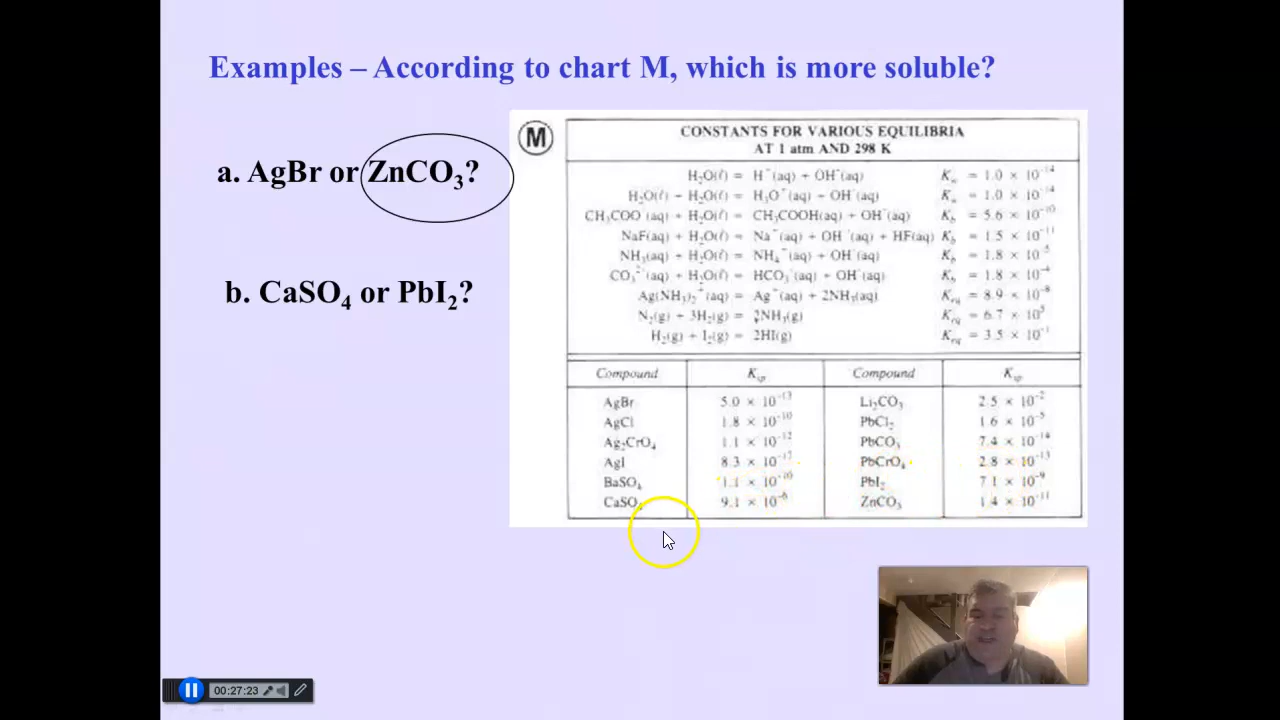 Examples – According to chart M, which is more soluble?
a. AgBr or ZnCO₃?
b. CaSO₄ or PbI₂?
M
CONSTANTS FOR VARIOUS EQUILIBRIA
AT 1 atm AND 298 K
H₂O(ℓ) = H⁺(aq) + OH⁻(aq) K_w = 1.0 × 10⁻¹⁴
H₂O(ℓ) + H₂O(ℓ) = H₃O⁺(aq) + OH⁻(aq) K_w = 1.0 × 10⁻¹⁴
CH₃COO⁻(aq) + H₂O(ℓ) = CH₃COOH(aq) + OH⁻(aq) K_b = 5.6 × 10⁻¹⁰
NaF(aq) + H₂O(ℓ) = Na⁺(aq) + OH⁻(aq) + HF(aq) K_b = 1.5 × 10⁻¹¹
NH₃(aq) + H₂O(ℓ) = NH₄⁺(aq) + OH⁻(aq) K_b = 1.8 × 10⁻⁵
CO₃²⁻(aq) + H₂O(ℓ) = HCO₃⁻(aq) + OH⁻(aq) K_b = 1.8 × 10⁻⁴
Ag(NH₃)₂⁺(aq) = Ag⁺(aq) + 2NH₃(aq) K_eq = 8.9 × 10⁻⁸
N₂(g) + 3H₂(g) = 2NH₃(g) K_eq = 6.7 × 10⁵
H₂(g) + I₂(g) = 2HI(g) K_eq = 3.5 × 10⁻¹
Compound K_sp Compound K_sp
AgBr 5.0 × 10⁻¹³ Li₂CO₃ 2.5 × 10⁻²
AgCl 1.8 × 10⁻¹⁰ PbCl₂ 1.6 × 10⁻⁵
Ag₂CrO₄ 1.1 × 10⁻¹² PbCO₃ 7.4 × 10⁻¹⁴
AgI 8.3 × 10⁻¹⁷ PbCrO₄ 2.8 × 10⁻¹³
BaSO₄ 1.1 × 10⁻¹⁰ PbI₂ 7.1 × 10⁻⁹
CaSO₄ 9.1 × 10⁻⁶ ZnCO₃ 1.4 × 10⁻¹¹
00:27:23